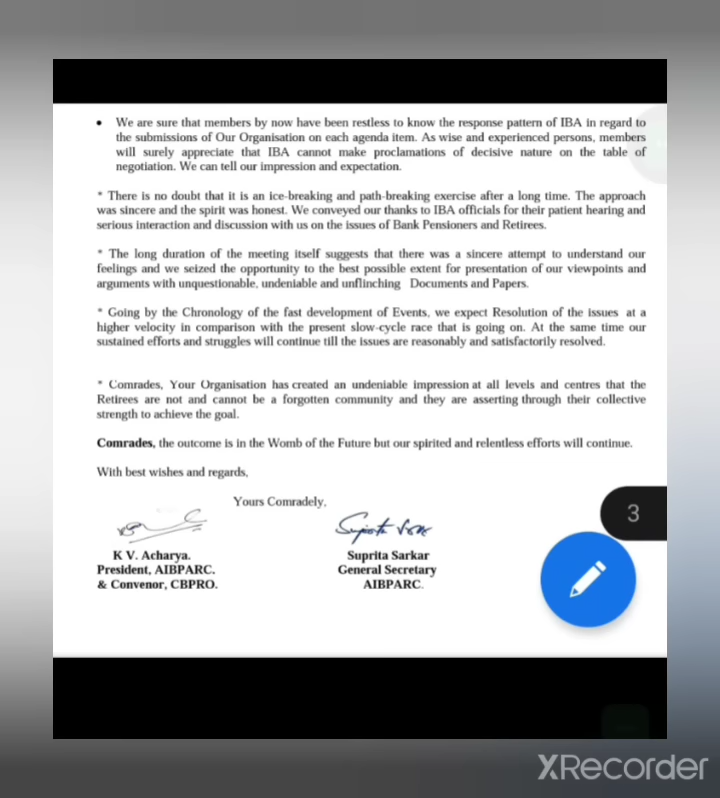 • We are sure that members by now have been restless to know the response pattern of IBA in regard to
the submissions of Our Organisation on each agenda item. As wise and experienced persons, members
will surely appreciate that IBA cannot make proclamations of decisive nature on the table of
negotiation. We can tell our impression and expectation.
* There is no doubt that it is an ice-breaking and path-breaking exercise after a long time. The approach
was sincere and the spirit was honest. We conveyed our thanks to IBA officials for their patient hearing and
serious interaction and discussion with us on the issues of Bank Pensioners and Retirees.
* The long duration of the meeting itself suggests that there was a sincere attempt to understand our
feelings and we seized the opportunity to the best possible extent for presentation of our viewpoints and
arguments with unquestionable, undeniable and unflinching Documents and Papers.
* Going by the Chronology of the fast development of Events, we expect Resolution of the issues at a
higher velocity in comparison with the present slow-cycle race that is going on. At the same time our
sustained efforts and struggles will continue till the issues are reasonably and satisfactorily resolved.
* Comrades, Your Organisation has created an undeniable impression at all levels and centres that the
Retirees are not and cannot be a forgotten community and they are asserting through their collective
strength to achieve the goal.
Comrades, the outcome is in the Womb of the Future but our spirited and relentless efforts will continue.
With best wishes and regards,
Yours Comradely,
3
K V. Acharya.
President, AIBPARC.
& Convenor, CBPRO.
Suprita Sarkar
General Secretary
AIBPARC.
XRecorder